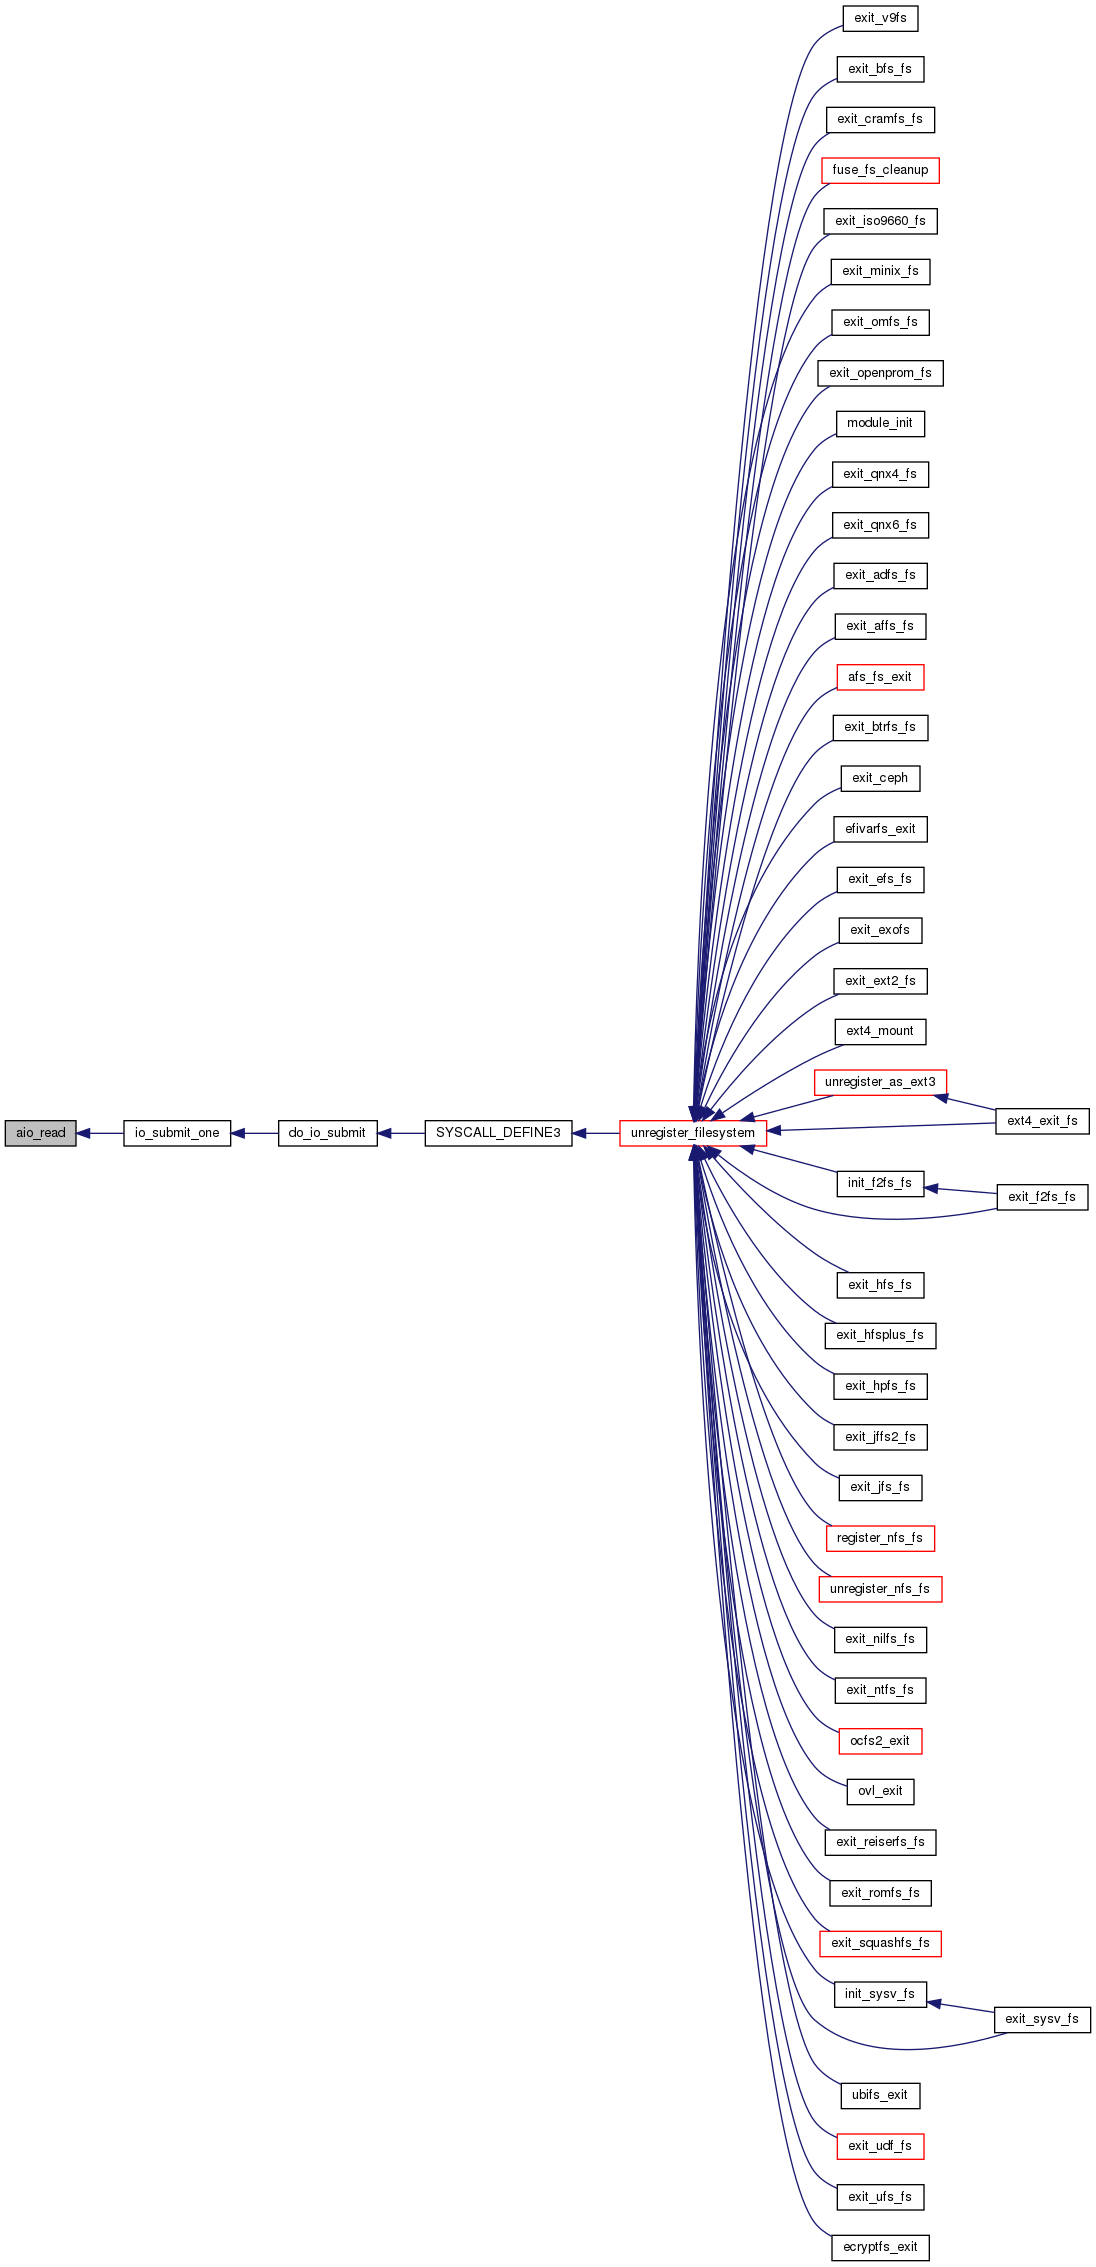 exit_v9fs
exit_bfs_fs
exit_cramfs_fs
fuse_fs_cleanup
exit_iso9660_fs
exit_minix_fs
exit_omfs_fs
exit_openprom_fs
module_init
exit_qnx4_fs
exit_qnx6_fs
exit_adfs_fs
exit_affs_fs
afs_fs_exit
exit_btrfs_fs
exit_ceph
efivarfs_exit
exit_efs_fs
exit_exofs
exit_ext2_fs
ext4_mount
unregister_as_ext3
ext4_exit_fs
aio_read
io_submit_one
do_io_submit
SYSCALL_DEFINE3
unregister_filesystem
init_f2fs_fs
exit_f2fs_fs
exit_hfs_fs
exit_hfsplus_fs
exit_hpfs_fs
exit_jffs2_fs
exit_jfs_fs
register_nfs_fs
unregister_nfs_fs
exit_nilfs_fs
exit_ntfs_fs
ocfs2_exit
ovl_exit
exit_reiserfs_fs
exit_romfs_fs
exit_squashfs_fs
init_sysv_fs
exit_sysv_fs
ubifs_exit
exit_udf_fs
exit_ufs_fs
ecryptfs_exit